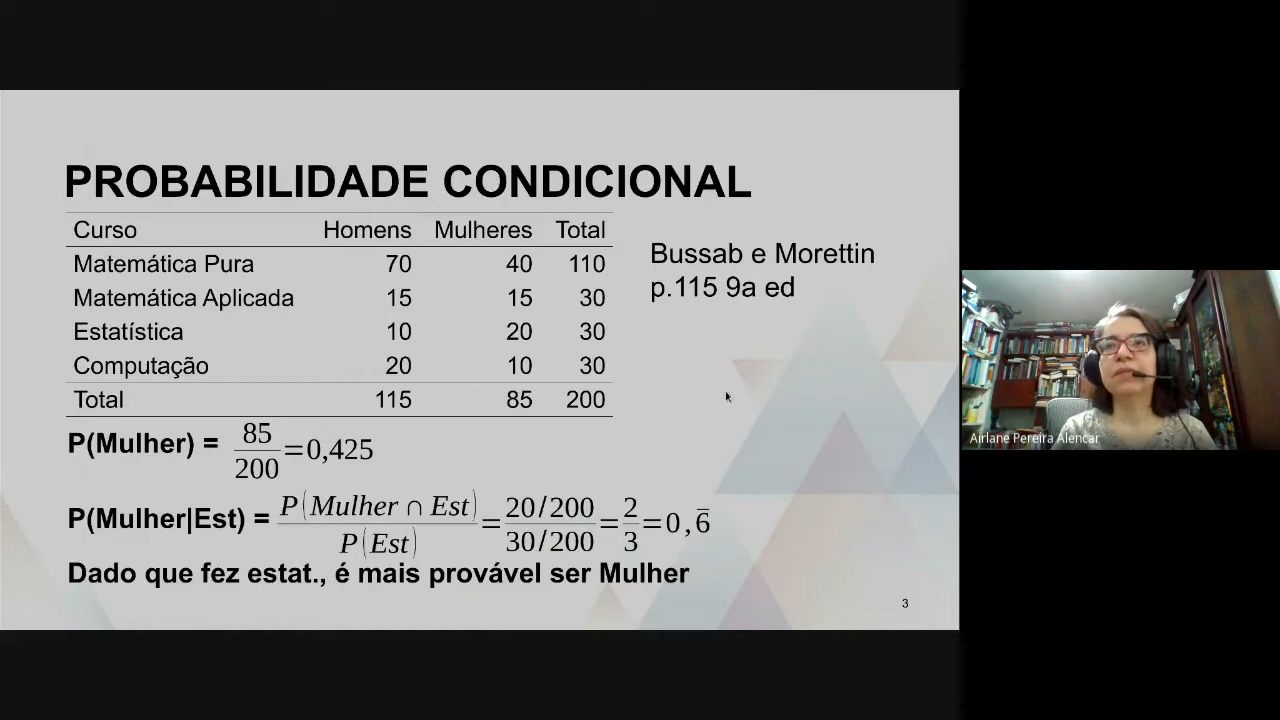 PROBABILIDADE CONDICIONAL
Curso Homens Mulheres Total
Matemática Pura 70 40 110
Matemática Aplicada 15 15 30
Estatística 10 20 30
Computação 20 10 30
Total 115 85 200
Bussab e Morettin
p.115 9a ed
P(Mulher) = 85/200 = 0,425
P(Mulher|Est) = P(Mulher ∩ Est)/P(Est) = 20/200 / 30/200 = 2/3 = 0,6̄
Dado que fez estat., é mais provável ser Mulher
3
Airlane Pereira Alencar